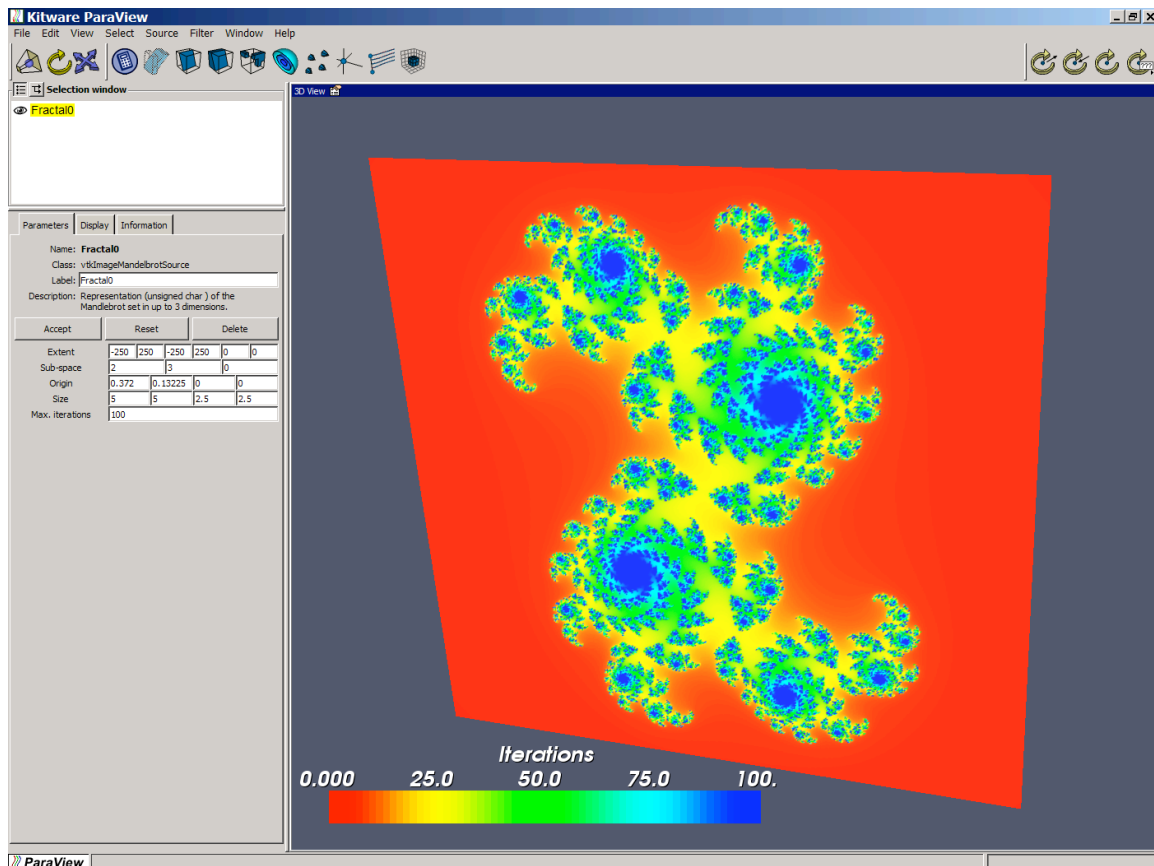 Kitware ParaView
File Edit View Select Source Filter Window Help
Selection window
Fractal0
3D View
Parameters Display Information
Name: Fractal0
Class: vtkImageMandelbrotSource
Label: Fractal0
Description: Representation (unsigned char ) of the
Mandlebrot set in up to 3 dimensions.
Accept Reset Delete
Extent -250 250 -250 250 0 0
Sub-space 2 3 0
Origin 0.372 0.13225 0 0
Size 5 5 2.5 2.5
Max. iterations 100
Iterations
0.000 25.0 50.0 75.0 100.
ParaView